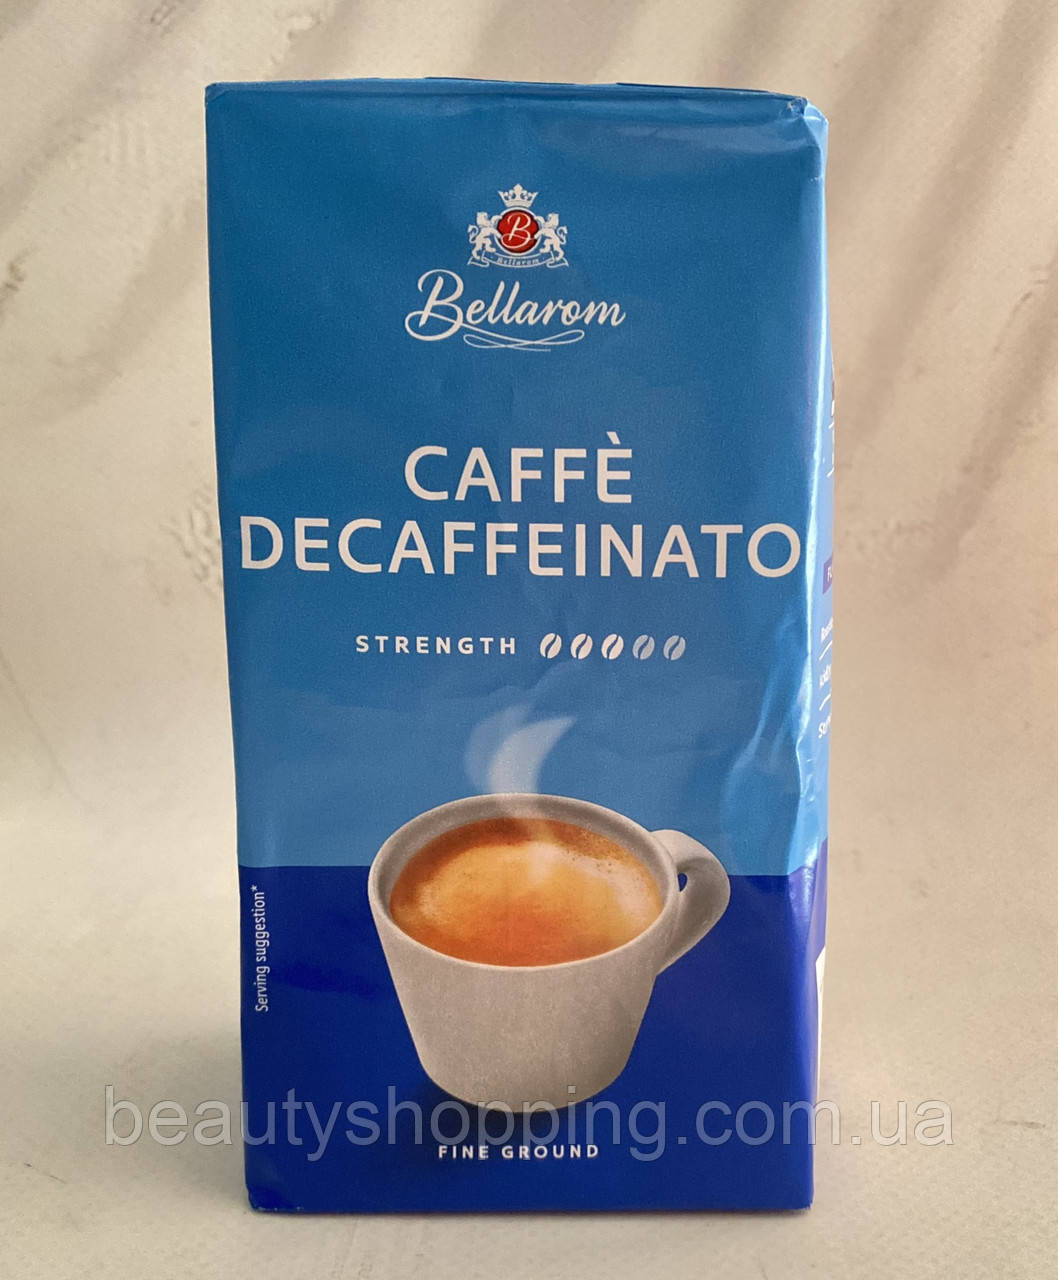 B
Bellarom
Bellarom
CAFFÈ
DECAFFEINATO
STRENGTH
Serving suggestion*
beautyshopping.com.ua
FINE GROUND